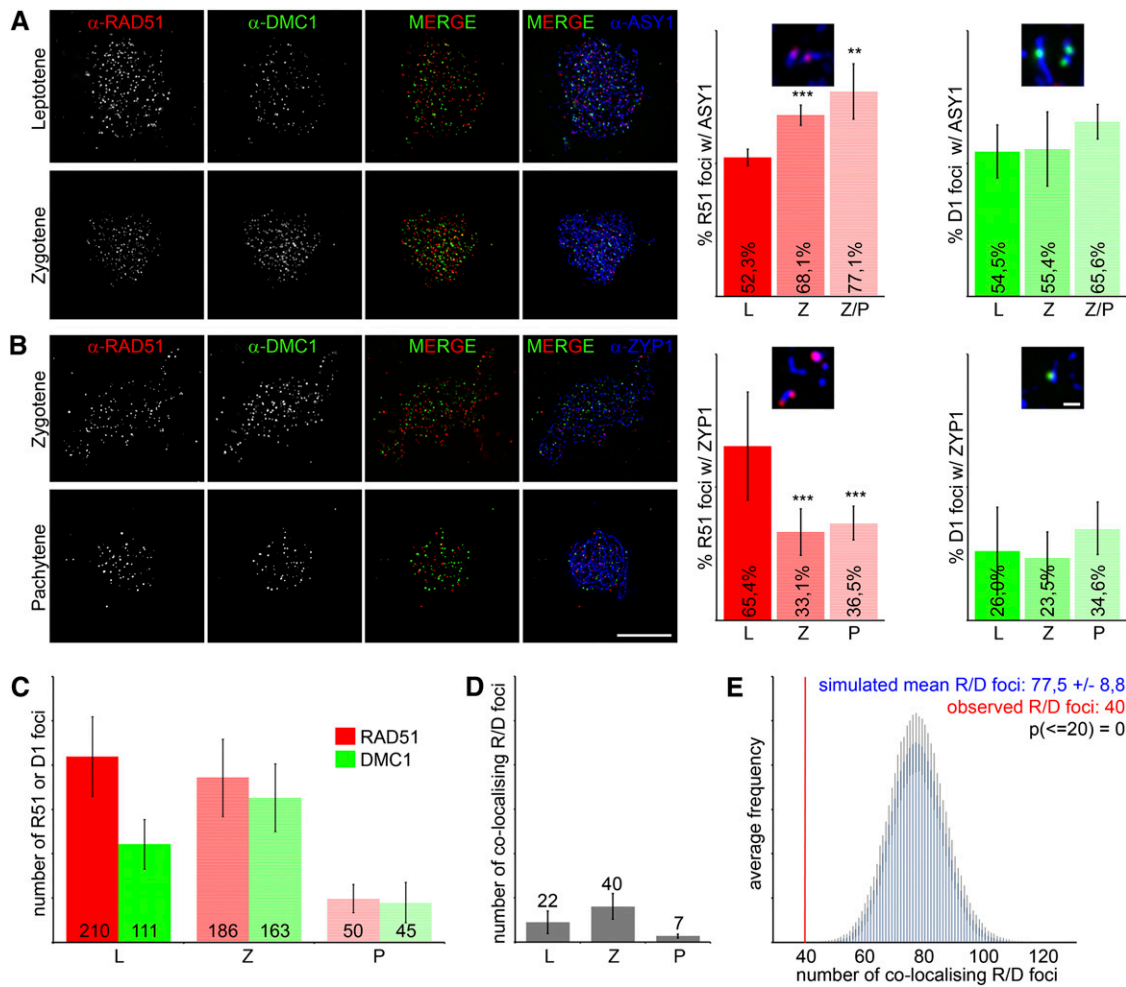 A
α-RAD51
α-DMC1
MERGE
MERGE α-ASY1
Leptotene
Zygotene
% R51 foci w/ ASY1
***
**
52,3%
68,1%
77,1%
L
Z
Z/P
% D1 foci w/ ASY1
54,5%
55,4%
65,6%
L
Z
Z/P
B
α-RAD51
α-DMC1
MERGE
MERGE α-ZYP1
Zygotene
Pachytene
% R51 foci w/ ZYP1
***
***
65,4%
33,1%
36,5%
L
Z
P
% D1 foci w/ ZYP1
26,0%
23,5%
34,6%
L
Z
P
C
number of R51 or D1 foci
RAD51
DMC1
210
111
186
163
50
45
L
Z
P
D
number of co-localising R/D foci
22
40
7
L
Z
P
E
simulated mean R/D foci: 77,5 +/- 8,8
observed R/D foci: 40
p(<=20) = 0
average frequency
40
60
80
100
120
number of co-localising R/D foci